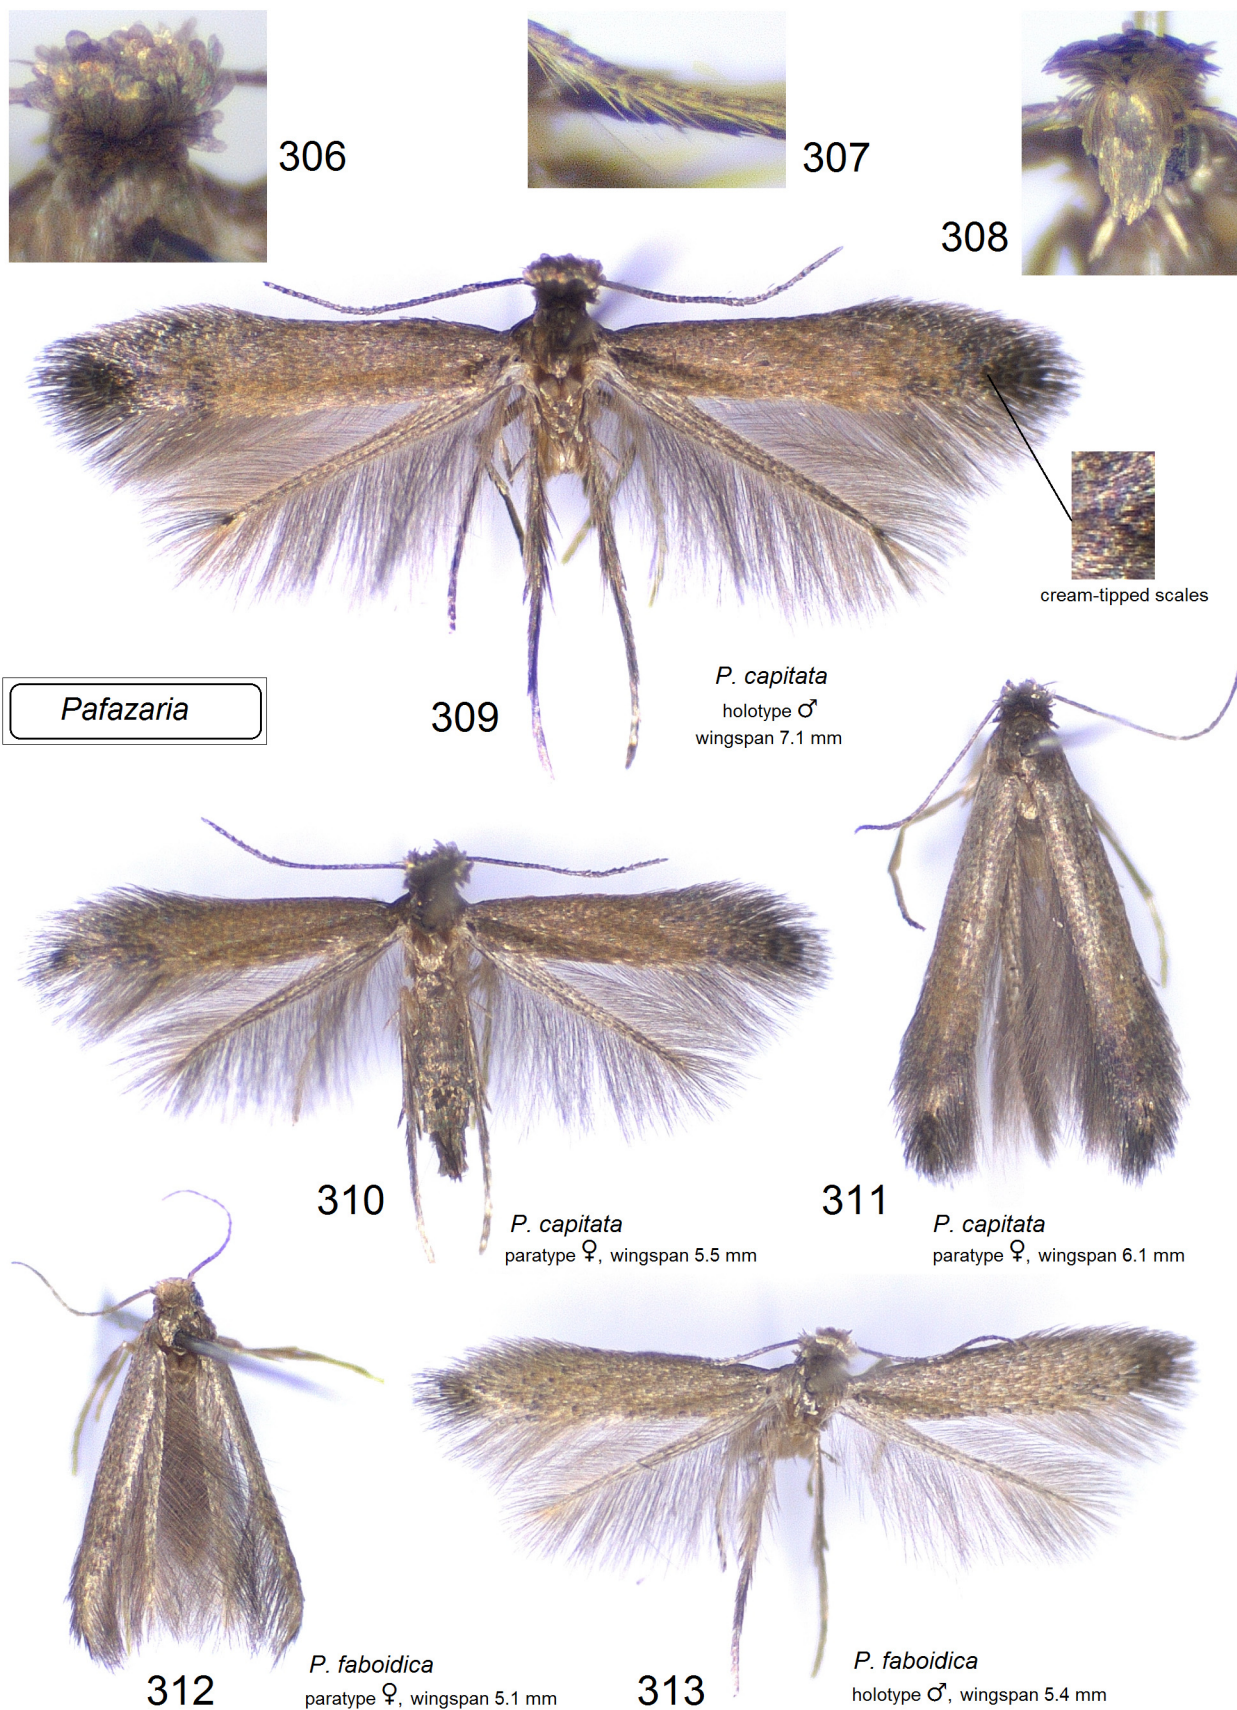 306
307
308
cream-tipped scales
Pafazaria
309
P. capitata
holotype ♂
wingspan 7.1 mm
310
P. capitata
paratype ♀, wingspan 5.5 mm
311
P. capitata
paratype ♀, wingspan 6.1 mm
312
P. faboidica
paratype ♀, wingspan 5.1 mm
313
P. faboidica
holotype ♂, wingspan 5.4 mm